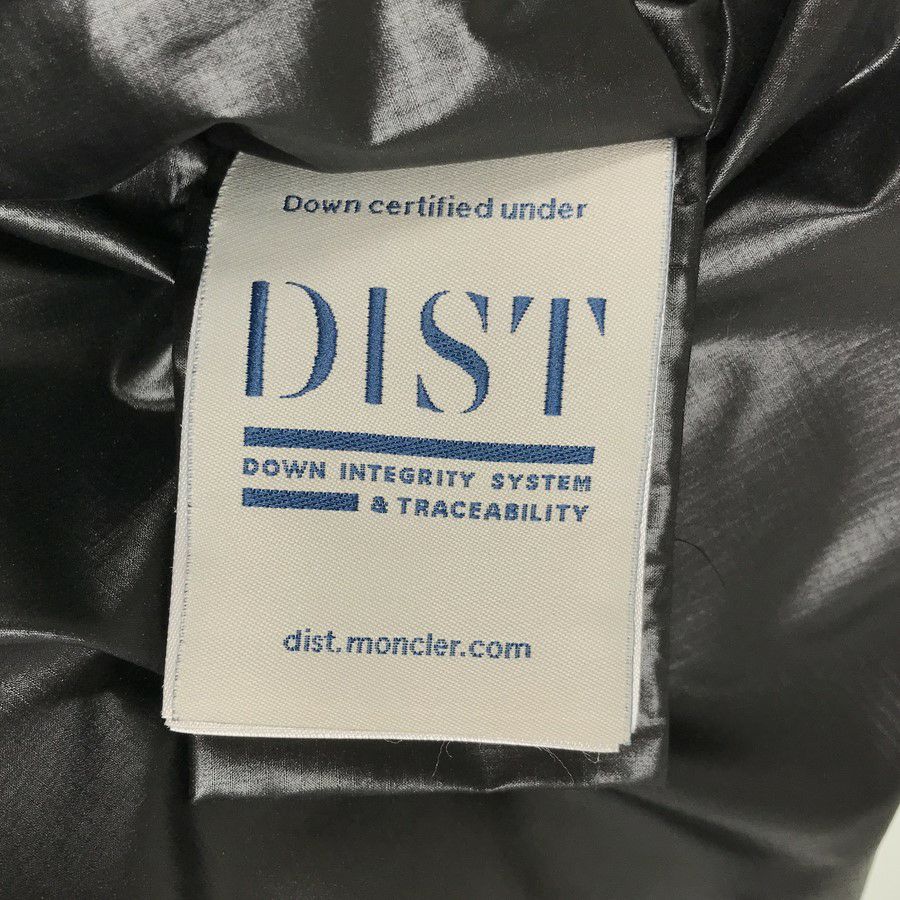 Down certified under
DIST
DOWN INTEGRITY SYSTEM
& TRACEABILITY
dist.moncler.com